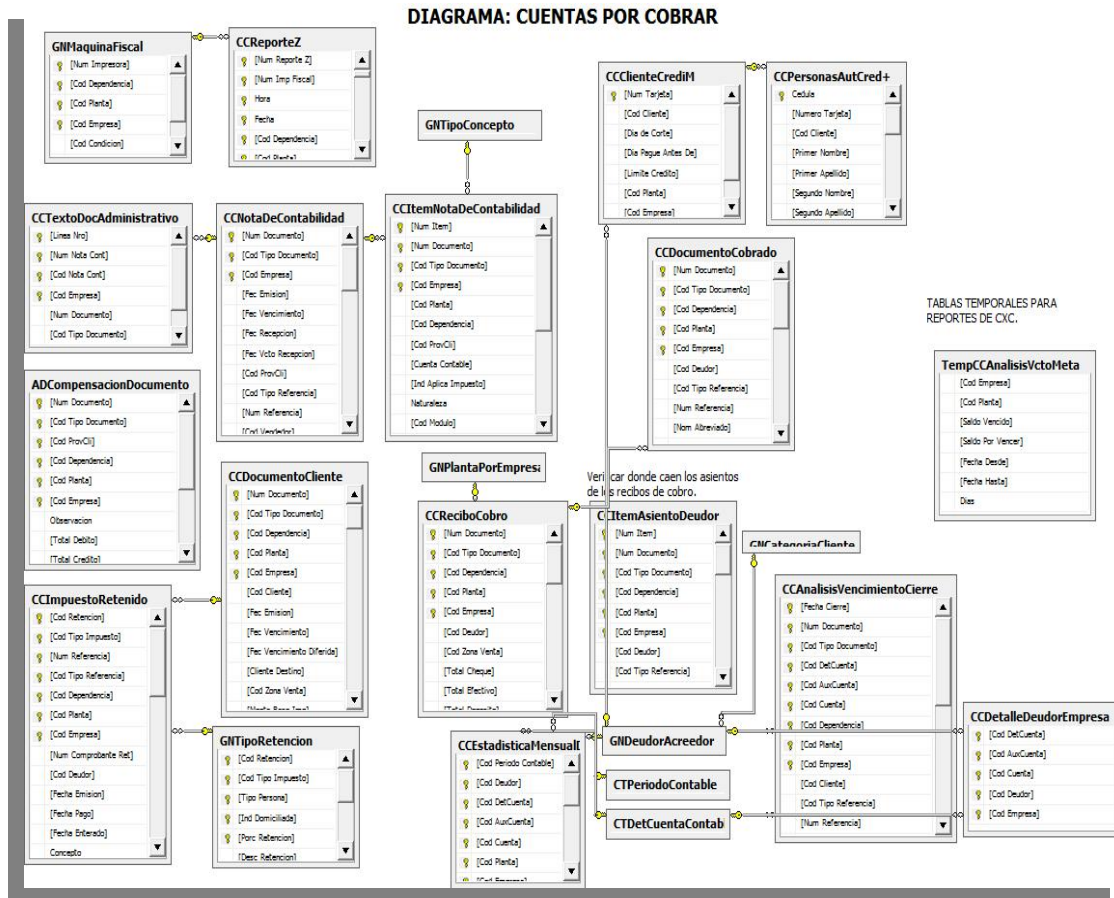 DIAGRAMA: CUENTAS POR COBRAR
GNMaquinaFiscal
[Num Impresora]
[Cod Dependencia]
[Cod Planta]
[Cod Empresa]
[Cod Condicion]
CCReporteZ
[Num Reporte Z]
[Num Imp Fiscal]
Hora
Fecha
[Cod Dependencia]
[Cod Planta]
GNTipoConcepto
CCClienteCrediM
[Num Tarjeta]
[Cod Cliente]
[Dia de Corte]
[Dia Pague Antes De]
[Limite Credito]
[Cod Planta]
[Cod Empresa]
CCPersonasAutCred+
Cedula
[Numero Tarjeta]
[Cod Cliente]
[Primer Nombre]
[Primer Apellido]
[Segundo Nombre]
[Segundo Apellido]
CCTextoDocAdministrativo
[Linea Nro]
[Num Nota Cont]
[Cod Nota Cont]
[Cod Empresa]
[Num Documento]
[Cod Tipo Documento]
CCNotaDeContabilidad
[Num Documento]
[Cod Tipo Documento]
[Cod Empresa]
[Fec Emision]
[Fec Vencimiento]
[Fec Recepcion]
[Fec Vcto Recepcion]
[Cod ProvCli]
[Cod Tipo Referencia]
[Num Referencia]
[Cod Vendedor]
CCItemNotaDeContabilidad
[Num Item]
[Num Documento]
[Cod Tipo Documento]
[Cod Empresa]
[Cod Planta]
[Cod Dependencia]
[Cod ProvCli]
[Cuenta Contable]
[Ind Aplica Impuesto]
Naturaleza
[Cod Modulo]
CCDocumentoCobrado
[Num Documento]
[Cod Tipo Documento]
[Cod Dependencia]
[Cod Planta]
[Cod Empresa]
[Cod Deudor]
[Cod Tipo Referencia]
[Num Referencia]
[Nom Abreviado]
TABLAS TEMPORALES PARA
REPORTES DE CXC.
TempCCAnalisisVctoMeta
[Cod Empresa]
[Cod Planta]
[Saldo Vencido]
[Saldo Por Vencer]
[Fecha Desde]
[Fecha Hasta]
Dias
ADCompensacionDocumento
[Num Documento]
[Cod Tipo Documento]
[Cod ProvCli]
[Cod Dependencia]
[Cod Planta]
[Cod Empresa]
Observacion
[Total Debito]
[Total Credito]
CCDocumentoCliente
[Num Documento]
[Cod Tipo Documento]
[Cod Dependencia]
[Cod Planta]
[Cod Empresa]
[Cod Cliente]
[Fec Emision]
[Fec Vencimiento]
[Fec Vencimiento Diferida]
[Cliente Destino]
[Cod Zona Venta]
GNPlantaPorEmpresa
Verificar donde caen los asientos
de los recibos de cobro.
CCReciboCobro
[Num Documento]
[Cod Tipo Documento]
[Cod Dependencia]
[Cod Planta]
[Cod Empresa]
[Cod Deudor]
[Cod Zona Venta]
[Total Cheque]
[Total Efectivo]
[Total Deposito]
CCItemAsientoDeudor
[Num Item]
[Num Documento]
[Cod Tipo Documento]
[Cod Dependencia]
[Cod Planta]
[Cod Empresa]
[Cod Deudor]
[Cod Tipo Referencia]
GNCategoriaCliente
CCAnalisisVencimientoCierre
[Fecha Cierre]
[Num Documento]
[Cod Tipo Documento]
[Cod DetCuenta]
[Cod AuxCuenta]
[Cod Cuenta]
[Cod Dependencia]
[Cod Planta]
[Cod Empresa]
[Cod Cliente]
[Cod Tipo Referencia]
[Num Referencia]
CCImpuestoRetenido
[Cod Retencion]
[Cod Tipo Impuesto]
[Num Referencia]
[Cod Tipo Referencia]
[Cod Dependencia]
[Cod Planta]
[Cod Empresa]
[Num Comprobante Ret]
[Cod Deudor]
[Fecha Emision]
[Fecha Pago]
[Fecha Enterado]
Concepto
GNTipoRetencion
[Cod Retencion]
[Cod Tipo Impuesto]
[Tipo Persona]
[Ind Domiciliada]
[Porc Retencion]
[Desc Retencion]
CCEstadisticaMensualD
[Cod Periodo Contable]
[Cod Deudor]
[Cod DetCuenta]
[Cod AuxCuenta]
[Cod Cuenta]
[Cod Planta]
[Cod Empresa]
GNDeudorAcreedor
CTPeriodoContable
CTDetCuentaContabl
CCDetalleDeudorEmpresa
[Cod DetCuenta]
[Cod AuxCuenta]
[Cod Cuenta]
[Cod Deudor]
[Cod Empresa]